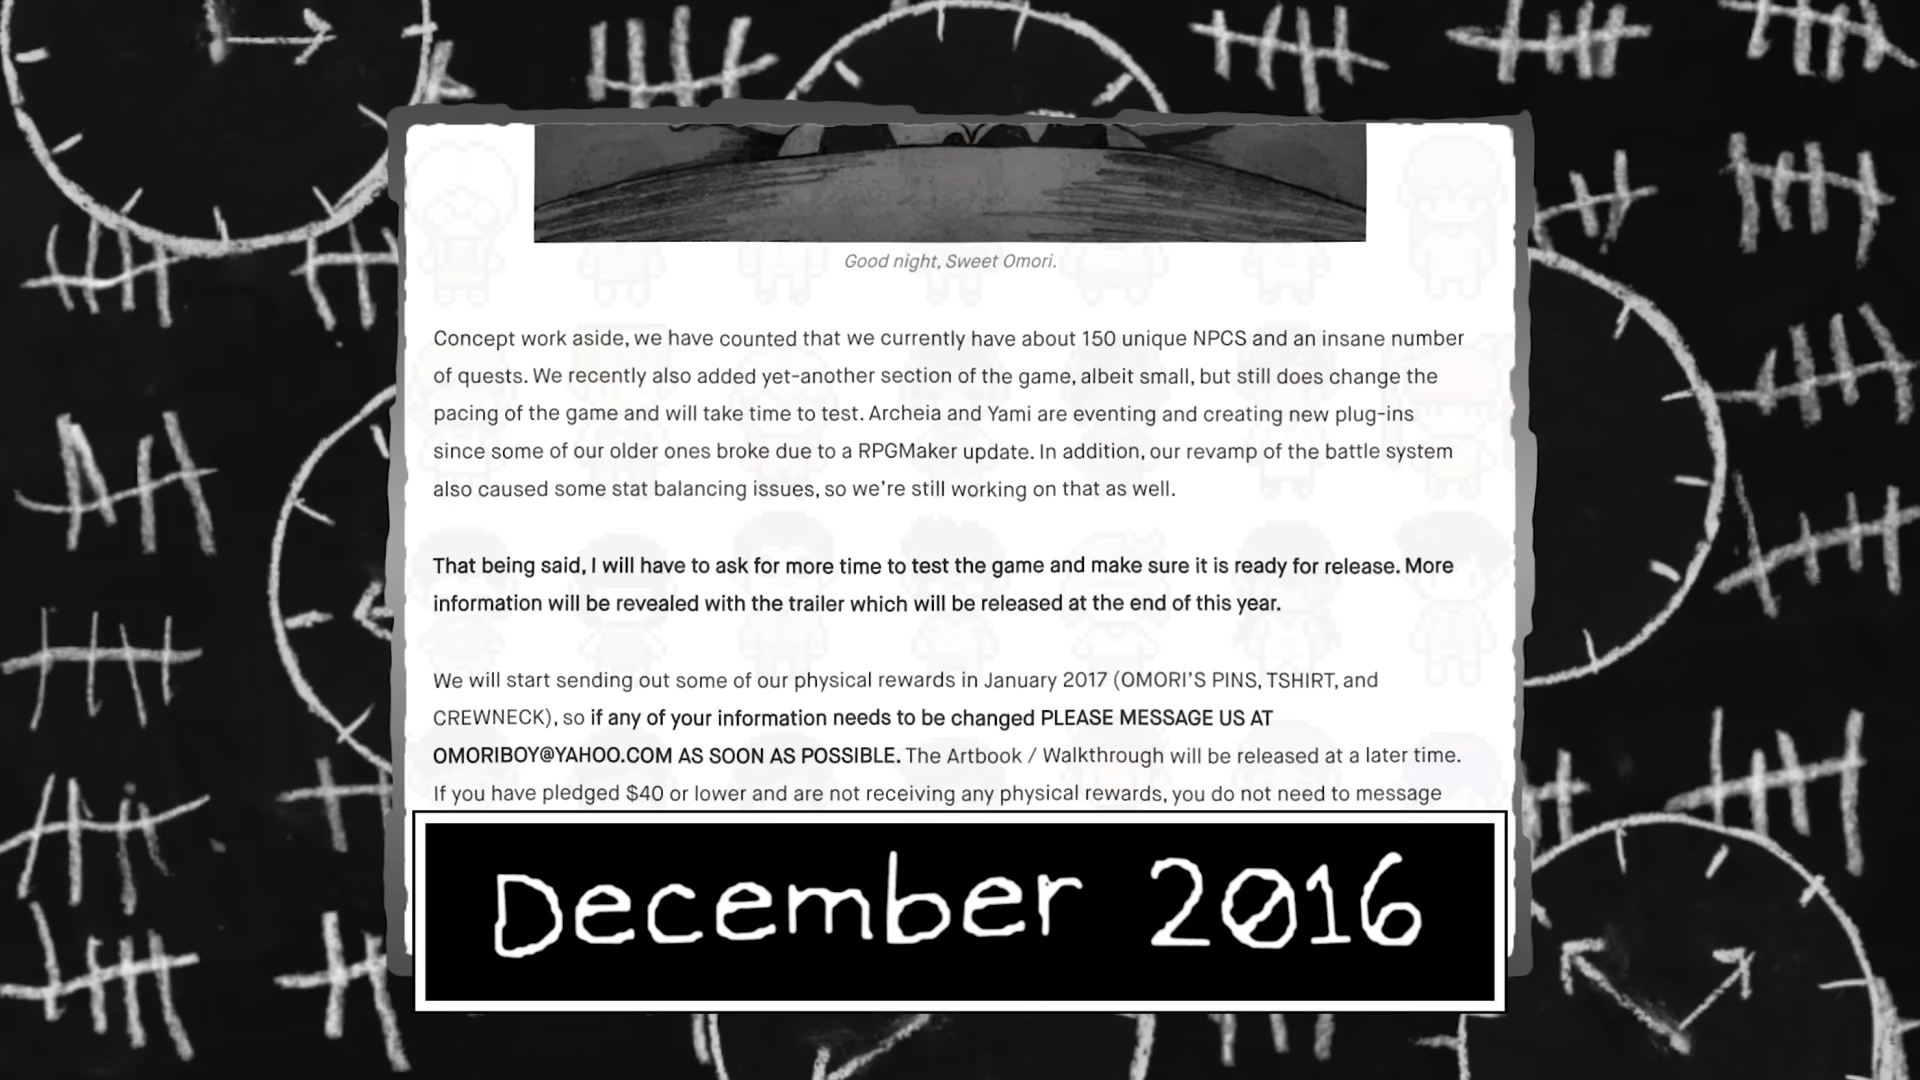 Good night, Sweet Omori.
Concept work aside, we have counted that we currently have about 150 unique NPCS and an insane number
of quests. We recently also added yet-another section of the game, albeit small, but still does change the
pacing of the game and will take time to test. Archeia and Yami are eventing and creating new plug-ins
since some of our older ones broke due to a RPGMaker update. In addition, our revamp of the battle system
also caused some stat balancing issues, so we're still working on that as well.
That being said, I will have to ask for more time to test the game and make sure it is ready for release. More
information will be revealed with the trailer which will be released at the end of this year.
We will start sending out some of our physical rewards in January 2017 (OMORI'S PINS, TSHIRT, and
CREWNECK), so if any of your information needs to be changed PLEASE MESSAGE US AT
OMORIBOY@YAHOO.COM AS SOON AS POSSIBLE. The Artbook / Walkthrough will be released at a later time.
If you have pledged $40 or lower and are not receiving any physical rewards, you do not need to message
December 2016